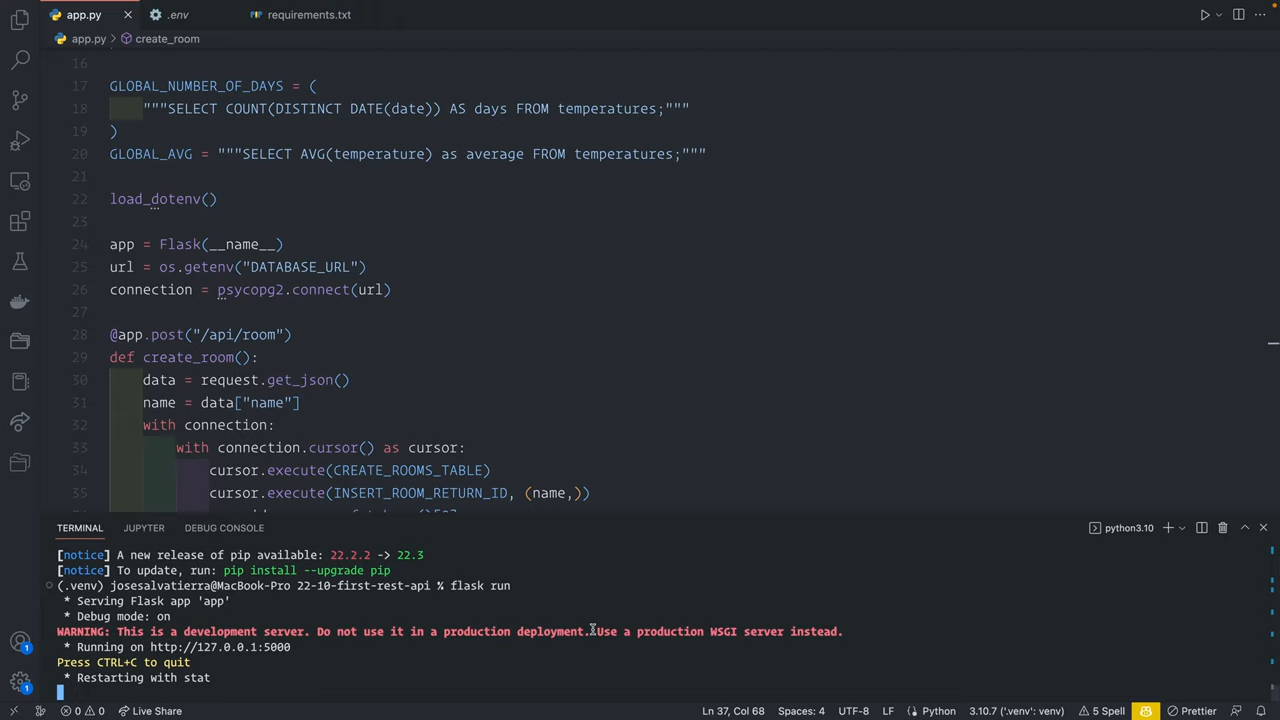 app.py
.env
requirements.txt
app.py > create_room
16
17 GLOBAL_NUMBER_OF_DAYS = (
18 """SELECT COUNT(DISTINCT DATE(date)) AS days FROM temperatures;"""
19 )
20 GLOBAL_AVG = """SELECT AVG(temperature) as average FROM temperatures;"""
21
22 load_dotenv()
23
24 app = Flask(__name__)
25 url = os.getenv("DATABASE_URL")
26 connection = psycopg2.connect(url)
27
28 @app.post("/api/room")
29 def create_room():
30 data = request.get_json()
31 name = data["name"]
32 with connection:
33 with connection.cursor() as cursor:
34 cursor.execute(CREATE_ROOMS_TABLE)
35 cursor.execute(INSERT_ROOM_RETURN_ID, (name,))
TERMINAL JUPYTER DEBUG CONSOLE
python3.10
[notice] A new release of pip available: 22.2.2 -> 22.3
[notice] To update, run: pip install --upgrade pip
(.venv) josesalvatierra@MacBook-Pro 22-10-first-rest-api % flask run
* Serving Flask app 'app'
* Debug mode: on
WARNING: This is a development server. Do not use it in a production deployment. Use a production WSGI server instead.
* Running on http://127.0.0.1:5000
Press CTRL+C to quit
* Restarting with stat
1
1
0 0 Live Share
Ln 37, Col 68 Spaces: 4 UTF-8 LF Python 3.10.7 ('.venv': venv) 5 Spell Prettier